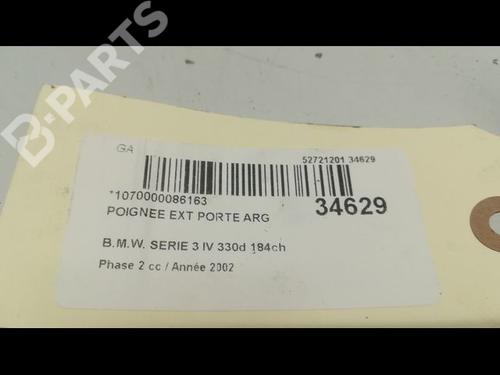 B-PARTS
GA
52721201 34629
*1070000086163
34629
POIGNEE EXT PORTE ARG
B.M.W. SERIE 3 IV 330d 184ch
Phase 2 cc / Année 2002